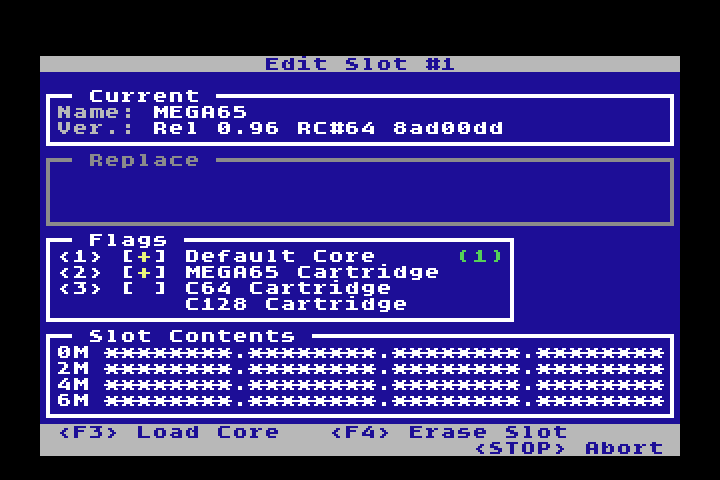 Edit Slot #1
Current
Name: MEGA65
Ver.: Rel 0.96 RC#64 8ad00dd
Replace
Flags
<1> [+] Default Core (1)
<2> [+] MEGA65 Cartridge
<3> [ ] C64 Cartridge
C128 Cartridge
Slot Contents
0M ********.********.********.********
2M ********.********.********.********
4M ********.********.********.********
6M ********.********.********.********
<F3> Load Core <F4> Erase Slot
<STOP> Abort